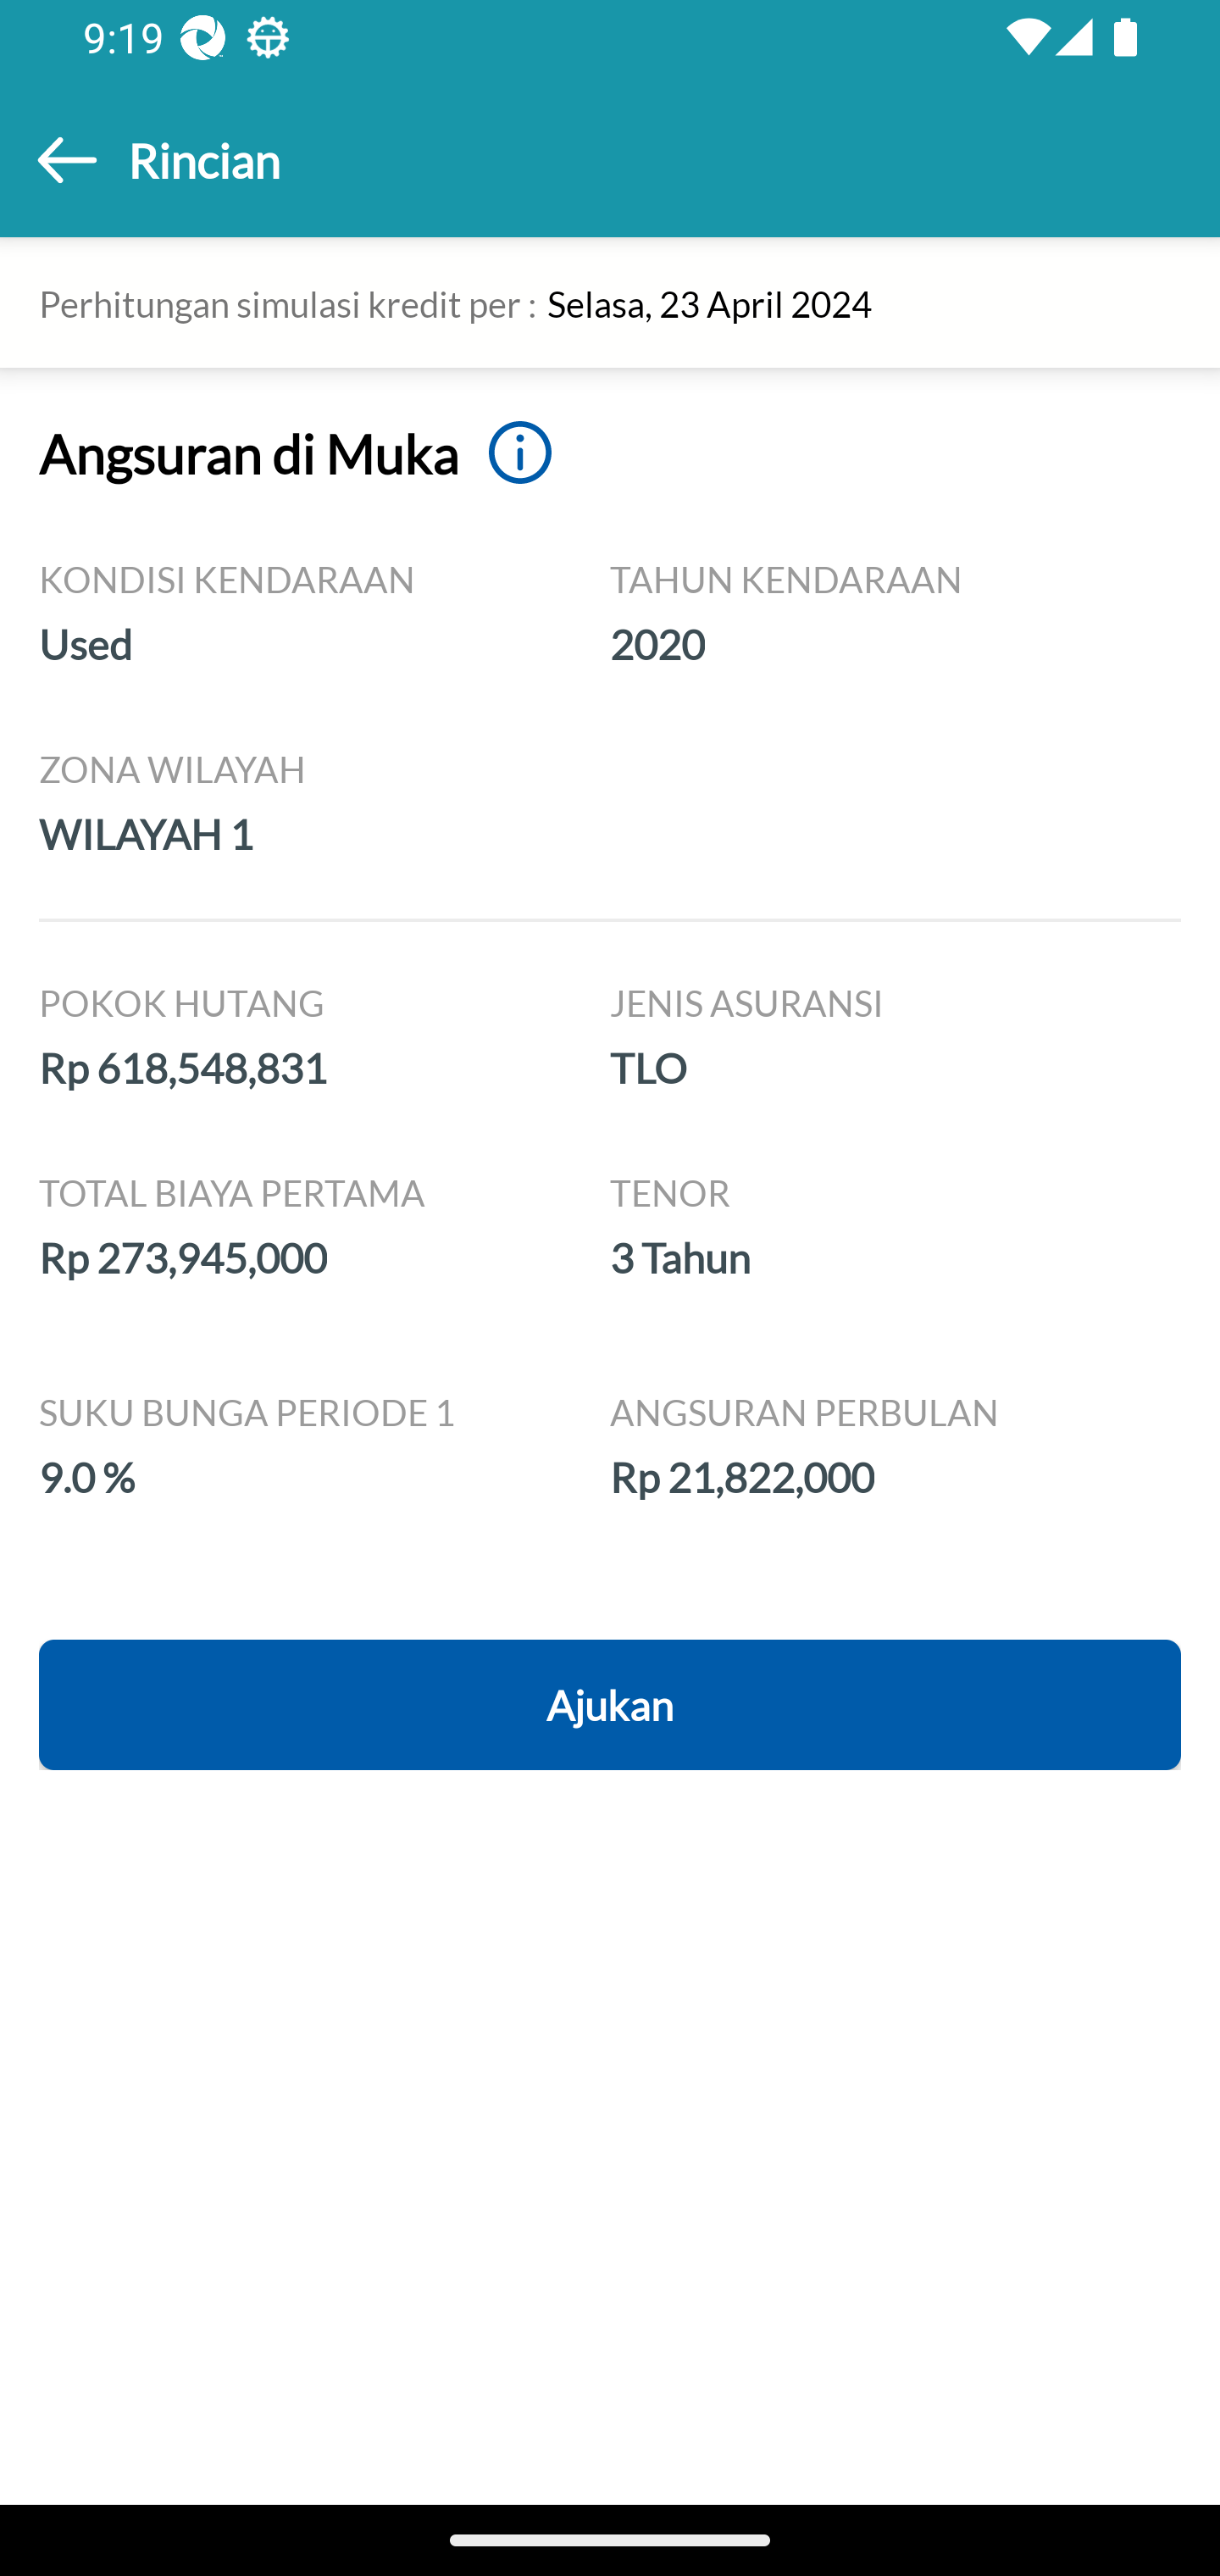 9:19
Rincian
Perhitungan simulasi kredit per : Selasa, 23 April 2024
Angsuran di Muka
KONDISI KENDARAAN
Used
TAHUN KENDARAAN
2020
ZONA WILAYAH
WILAYAH 1
POKOK HUTANG
Rp 618,548,831
JENIS ASURANSI
TLO
TOTAL BIAYA PERTAMA
Rp 273,945,000
TENOR
3 Tahun
SUKU BUNGA PERIODE 1
9.0 %
ANGSURAN PERBULAN
Rp 21,822,000
Ajukan